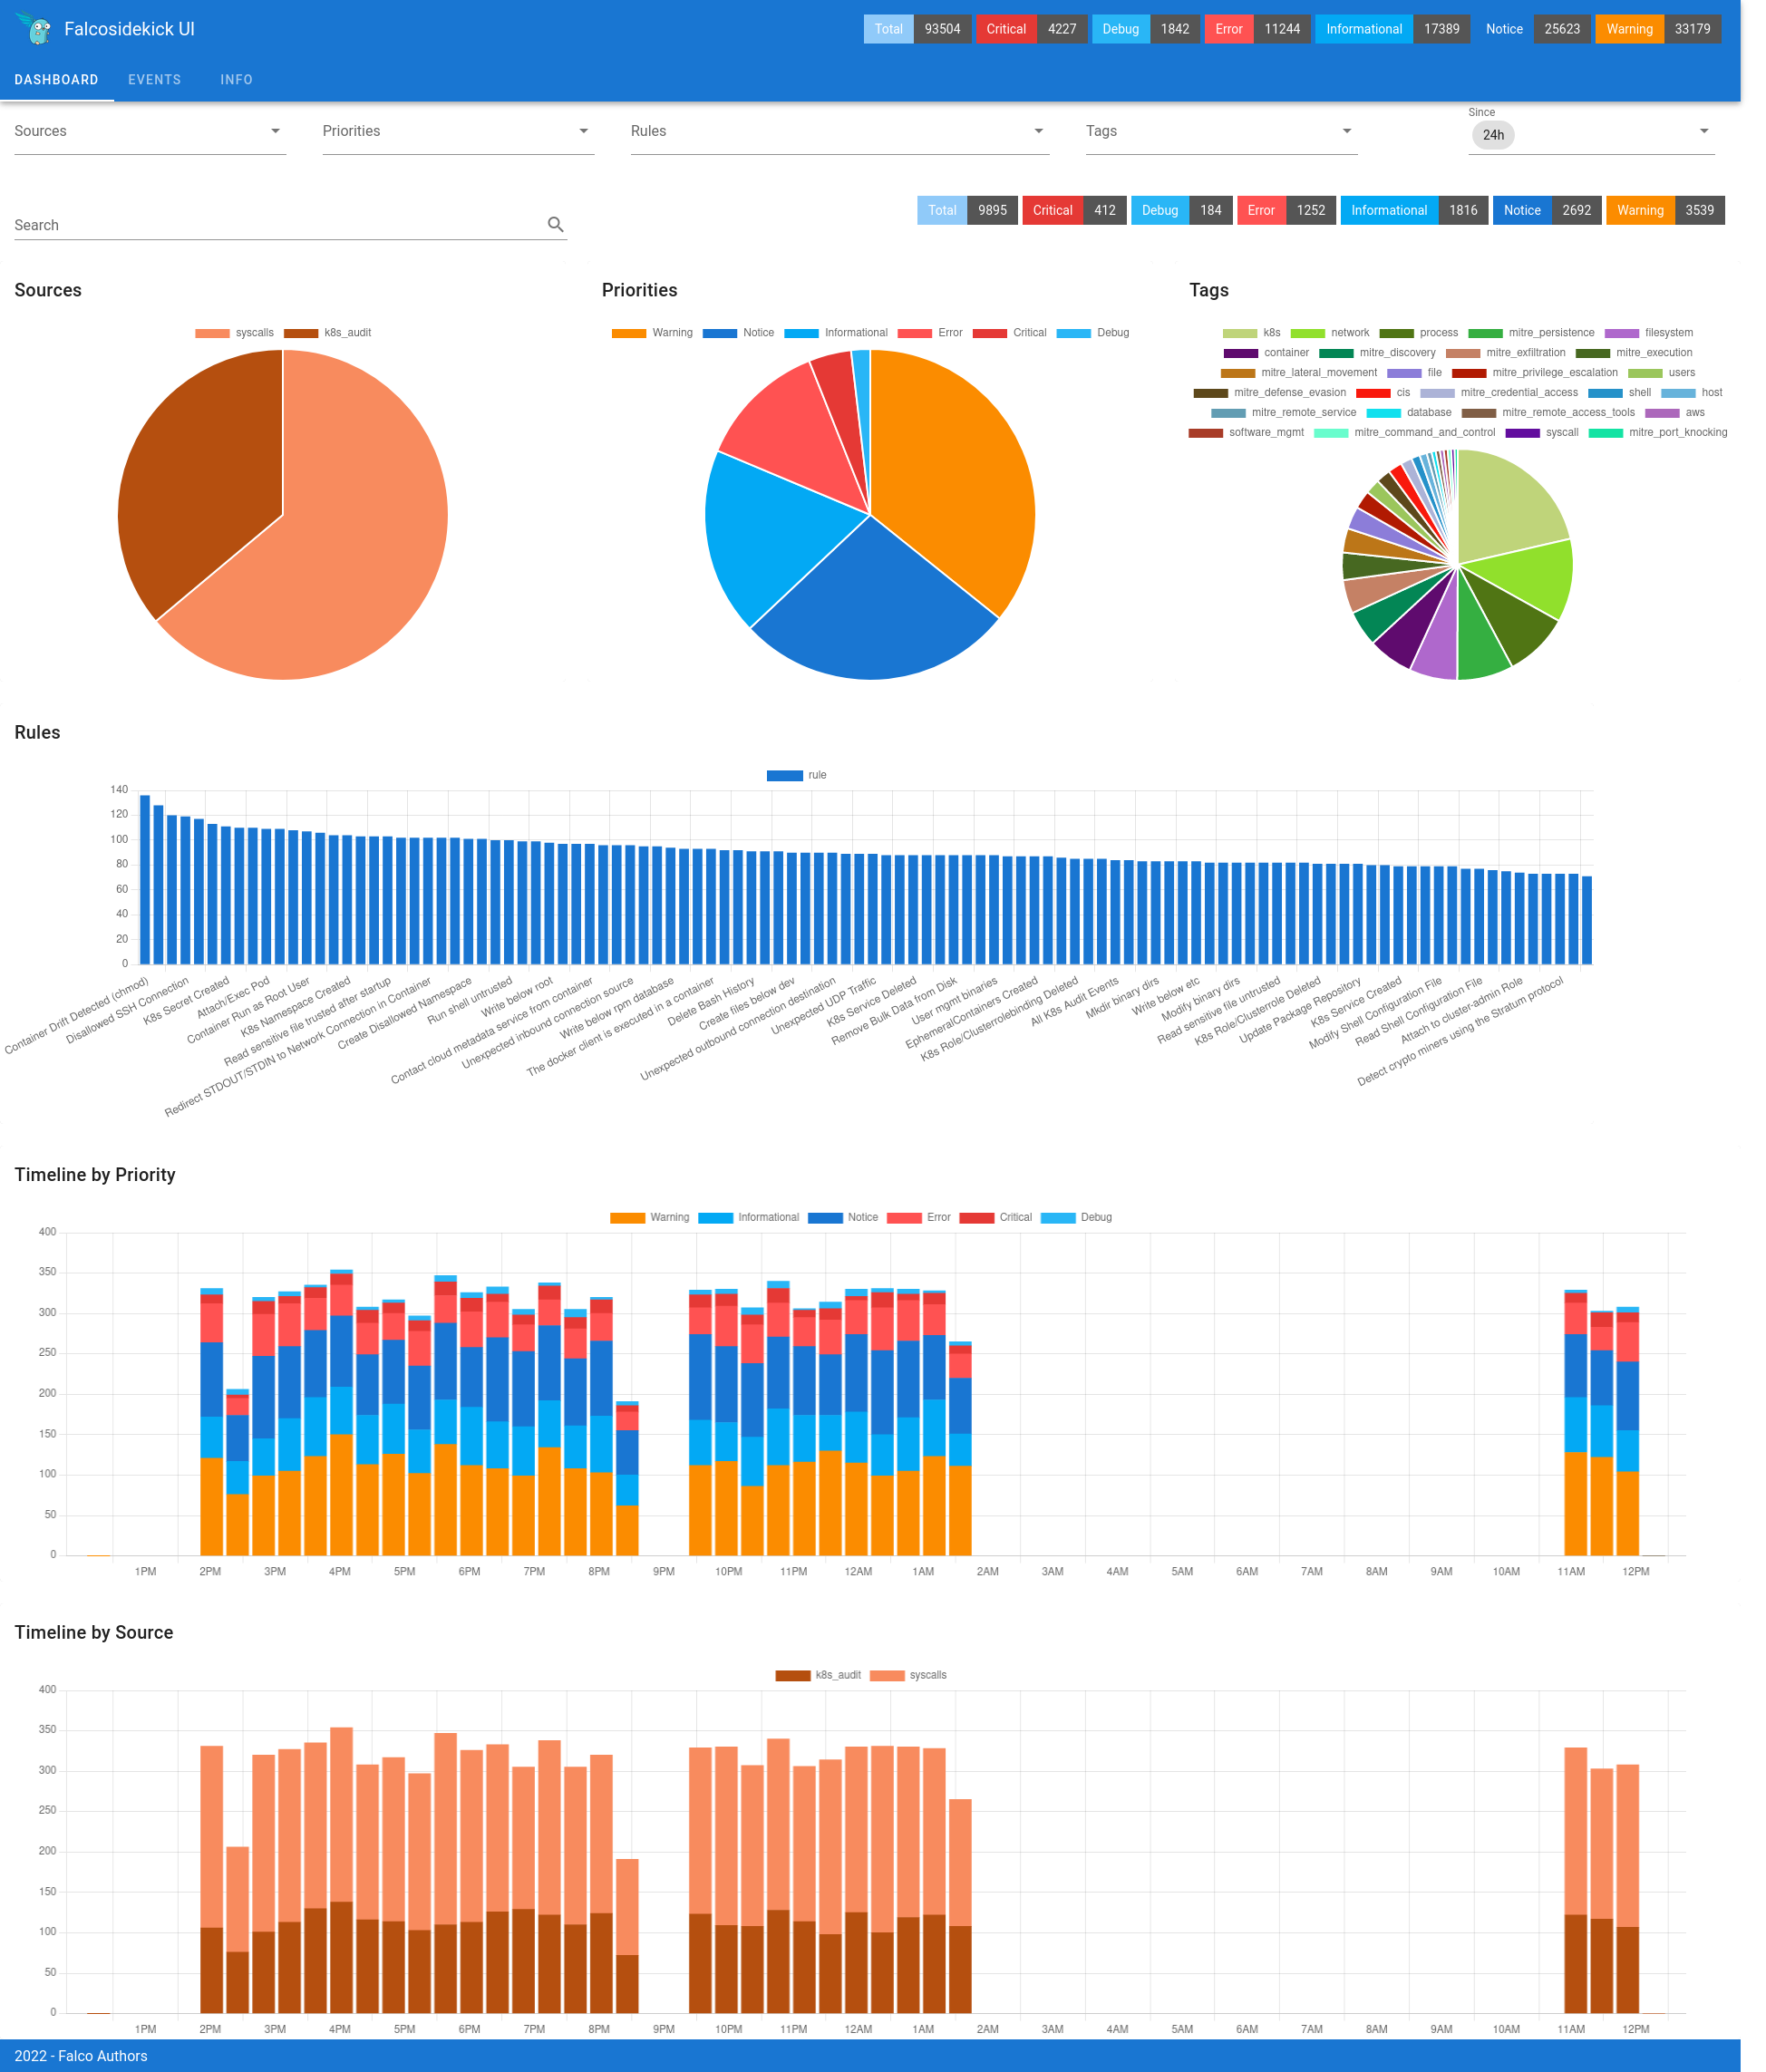 Falcosidekick UI
Total 93504 Critical 4227 Debug 1842 Error 11244 Informational 17389 Notice 25623 Warning 33179
DASHBOARD EVENTS INFO
Sources Priorities Rules Tags Since 24h
Total 9895 Critical 412 Debug 184 Error 1252 Informational 1816 Notice 2692 Warning 3539
Search
Sources
syscalls k8s_audit
Priorities
Warning Notice Informational Error Critical Debug
Tags
k8s network process mitre_persistence filesystem
container mitre_discovery mitre_exfiltration mitre_execution
mitre_lateral_movement file mitre_privilege_escalation users
mitre_defense_evasion cis mitre_credential_access shell host
mitre_remote_service database mitre_remote_access_tools aws
software_mgmt mitre_command_and_control syscall mitre_port_knocking
Rules
rule
140
120
100
80
60
40
20
0
Container Drift Detected (chmod)
Disallowed SSH Connection
K8s Secret Created
Attach/Exec Pod
Container Run as Root User
K8s Namespace Created
Read sensitive file trusted after startup
Redirect STDOUT/STDIN to Network Connection in Container
Create Disallowed Namespace
Run shell untrusted
Write below root
Contact cloud metadata service from container
Unexpected inbound connection source
Write below rpm database
The docker client is executed in a container
Delete Bash History
Create files below dev
Unexpected outbound connection destination
Unexpected UDP Traffic
K8s Service Deleted
Remove Bulk Data from Disk
User mgmt binaries
EphemeralContainers Created
K8s Role/Clusterrolebinding Deleted
All K8s Audit Events
Mkdir binary dirs
Write below etc
Modify binary dirs
Read sensitive file untrusted
K8s Role/Clusterrole Deleted
Update Package Repository
K8s Service Created
Modify Shell Configuration File
Read Shell Configuration File
Attach to cluster-admin Role
Detect crypto miners using the Stratum protocol
Timeline by Priority
Warning Informational Notice Error Critical Debug
400
350
300
250
200
150
100
50
0
1PM 2PM 3PM 4PM 5PM 6PM 7PM 8PM 9PM 10PM 11PM 12AM 1AM 2AM 3AM 4AM 5AM 6AM 7AM 8AM 9AM 10AM 11AM 12PM
Timeline by Source
k8s_audit syscalls
400
350
300
250
200
150
100
50
0
1PM 2PM 3PM 4PM 5PM 6PM 7PM 8PM 9PM 10PM 11PM 12AM 1AM 2AM 3AM 4AM 5AM 6AM 7AM 8AM 9AM 10AM 11AM 12PM
2022 - Falco Authors